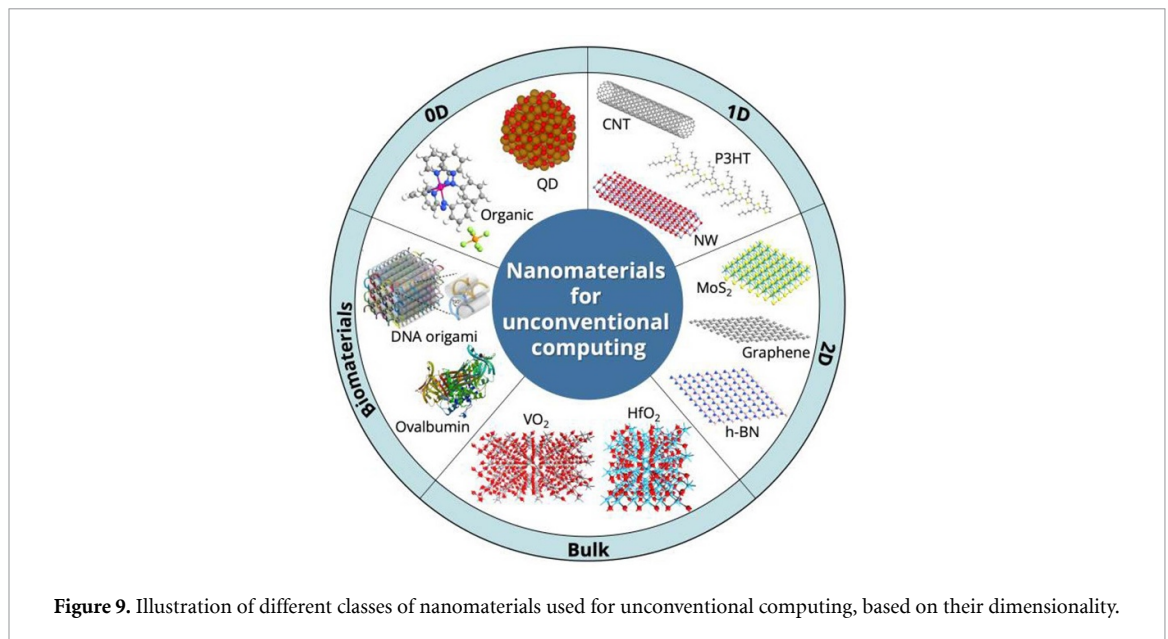 0D
QD
Organic
1D
CNT
P3HT
NW
2D
MoS₂
Graphene
h-BN
Bulk
VO₂
HfO₂
Biomaterials
DNA origami
Ovalbumin
Nanomaterials
for
unconventional
computing
Figure 9. Illustration of different classes of nanomaterials used for unconventional computing, based on their dimensionality.